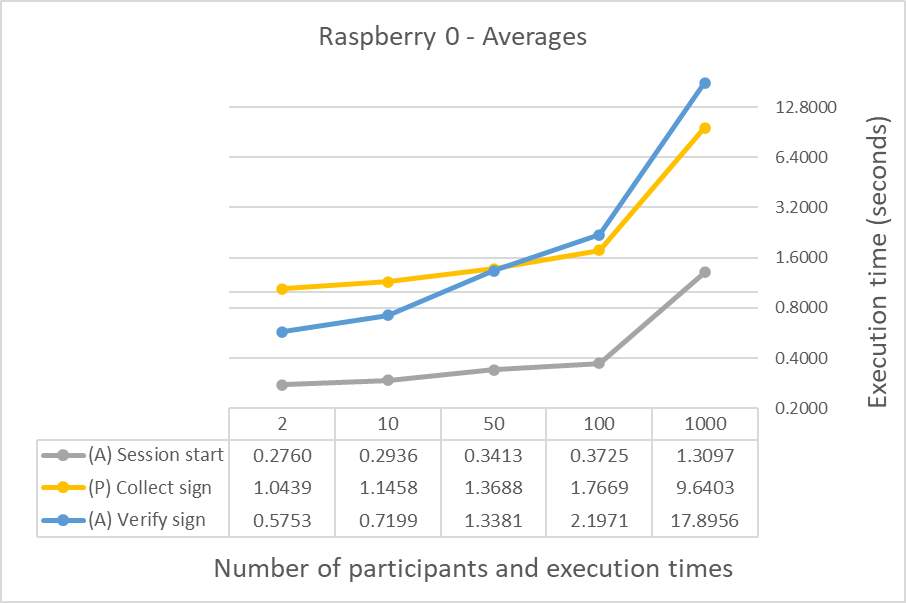 Raspberry 0 - Averages
12.8000
6.4000
3.2000
1.6000
0.8000
0.4000
0.2000
Execution time (seconds)
2 10 50 100 1000
(A) Session start 0.2760 0.2936 0.3413 0.3725 1.3097
(P) Collect sign 1.0439 1.1458 1.3688 1.7669 9.6403
(A) Verify sign 0.5753 0.7199 1.3381 2.1971 17.8956
Number of participants and execution times